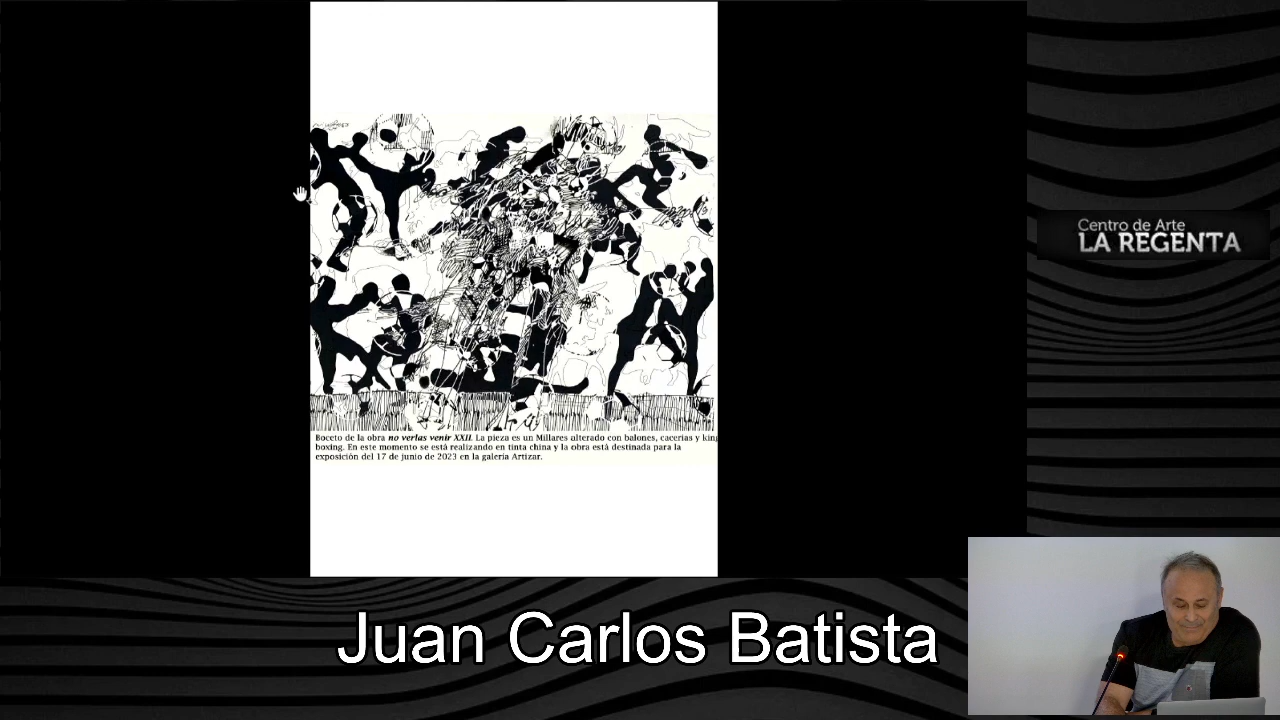 Centro de Arte
LA REGENTA
Boceto de la obra no verlas venir XXII. La pieza es un Millares alterado con balones, cacerías y king
boxing. En este momento se está realizando en tinta china y la obra está destinada para la
exposición del 17 de junio de 2023 en la galería Artizar.
Juan Carlos Batista